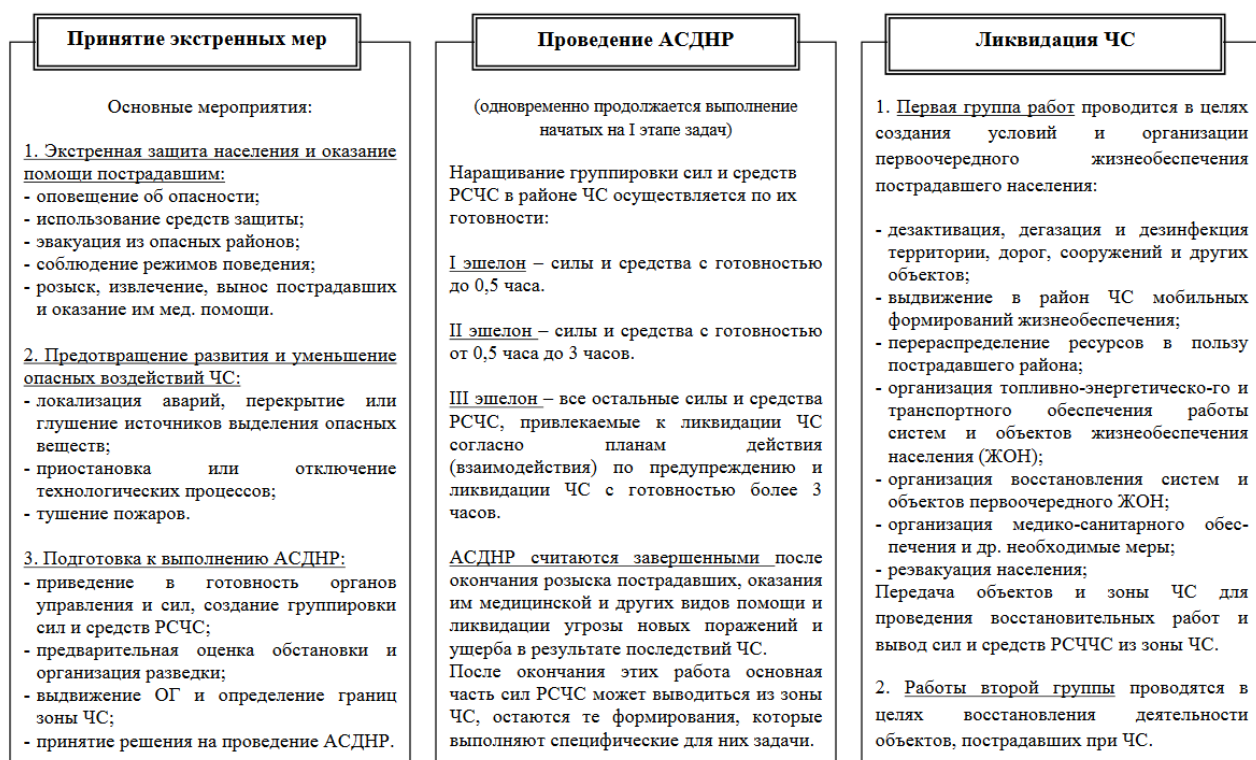 Принятие экстренных мер
Основные мероприятия:
1. Экстренная защита населения и оказание
помощи пострадавшим:
- оповещение об опасности;
- использование средств защиты;
- эвакуация из опасных районов;
- соблюдение режимов поведения;
- розыск, извлечение, вынос пострадавших
и оказание им мед. помощи.
2. Предотвращение развития и уменьшение
опасных воздействий ЧС:
- локализация аварий, перекрытие или
глушение источников выделения опасных
веществ;
- приостановка или отключение
технологических процессов;
- тушение пожаров.
3. Подготовка к выполнению АСДНР:
- приведение в готовность органов
управления и сил, создание группировки
сил и средств РСЧС;
- предварительная оценка обстановки и
организация разведки;
- выдвижение ОГ и определение границ
зоны ЧС;
- принятие решения на проведение АСДНР.
Проведение АСДНР
(одновременно продолжается выполнение
начатых на I этапе задач)
Наращивание группировки сил и средств
РСЧС в районе ЧС осуществляется по их
готовности:
I эшелон – силы и средства с готовностью
до 0,5 часа.
II эшелон – силы и средства с готовностью
от 0,5 часа до 3 часов.
III эшелон – все остальные силы и средства
РСЧС, привлекаемые к ликвидации ЧС
согласно планам действия
(взаимодействия) по предупреждению и
ликвидации ЧС с готовностью более 3
часов.
АСДНР считаются завершенными после
окончания розыска пострадавших, оказания
им медицинской и других видов помощи и
ликвидации угрозы новых поражений и
ущерба в результате последствий ЧС.
После окончания этих работа основная
часть сил РСЧС может выводиться из зоны
ЧС, остаются те формирования, которые
выполняют специфические для них задачи.
Ликвидация ЧС
1. Первая группа работ проводится в целях
создания условий и организации
первоочередного жизнеобеспечения
пострадавшего населения:
- дезактивация, дегазация и дезинфекция
территории, дорог, сооружений и других
объектов;
- выдвижение в район ЧС мобильных
формирований жизнеобеспечения;
- перераспределение ресурсов в пользу
пострадавшего района;
- организация топливно-энергетическо-го и
транспортного обеспечения работы
систем и объектов жизнеобеспечения
населения (ЖОН);
- организация восстановления систем и
объектов первоочередного ЖОН;
- организация медико-санитарного обес-
печения и др. необходимые меры;
- реэвакуация населения;
Передача объектов и зоны ЧС для
проведения восстановительных работ и
вывод сил и средств РСЧЧС из зоны ЧС.
2. Работы второй группы проводятся в
целях восстановления деятельности
объектов, пострадавших при ЧС.